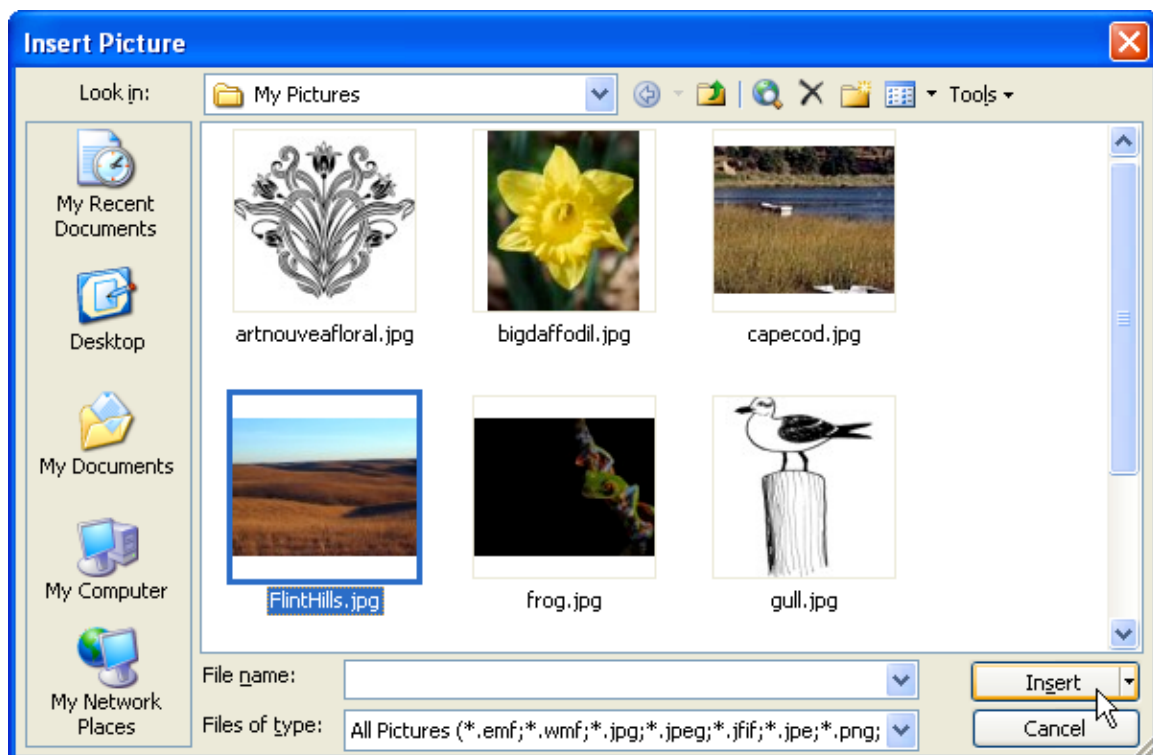 Insert Picture
Look in:
My Pictures
Tools
My Recent
Documents
Desktop
My Documents
My Computer
My Network
Places
artnouveafloral.jpg
bigdaffodil.jpg
capecod.jpg
FlintHills.jpg
frog.jpg
gull.jpg
File name:
Insert
Files of type:
All Pictures (*.emf;*.wmf;*.jpg;*.jpeg;*.jfif;*.jpe;*.png;
Cancel